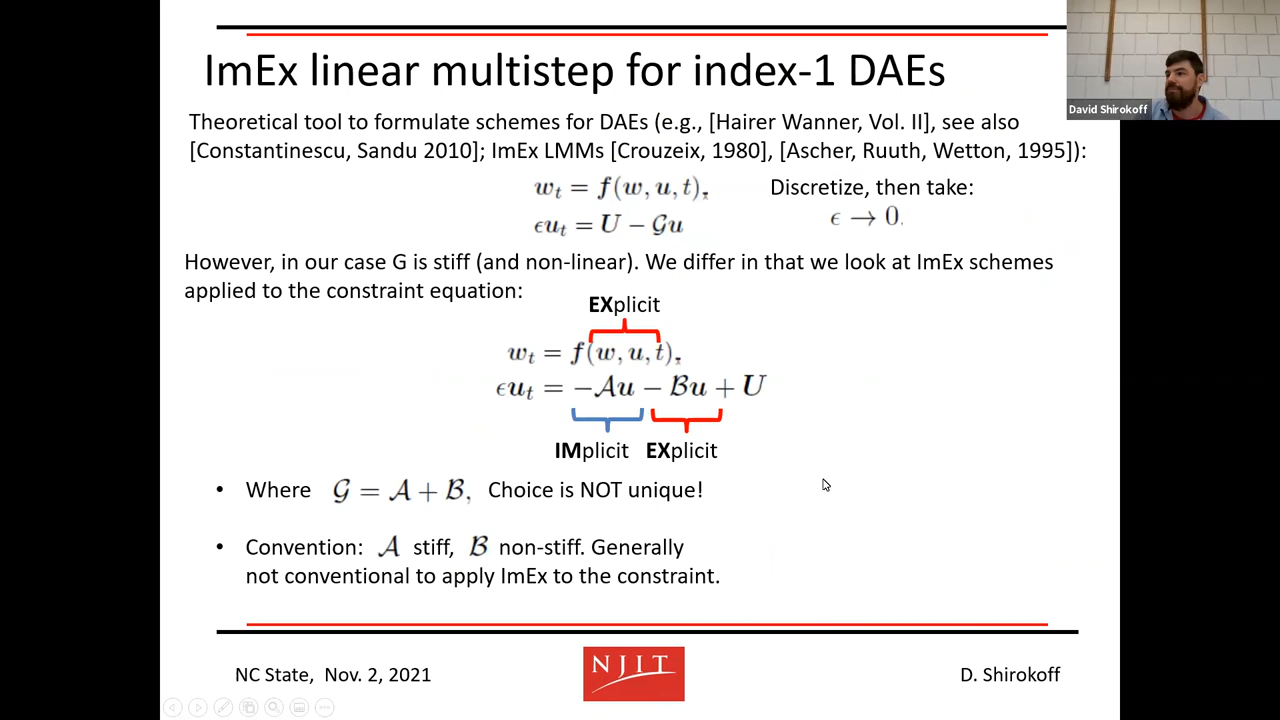 ImEx linear multistep for index-1 DAEs
David Shirokoff
Theoretical tool to formulate schemes for DAEs (e.g., [Hairer Wanner, Vol. II], see also
[Constantinescu, Sandu 2010]; ImEx LMMs [Crouzeix, 1980], [Ascher, Ruuth, Wetton, 1995]):
w_t = f(w, u, t),
Discretize, then take:
ϵu_t = U − 𝒢u
ϵ → 0.
However, in our case G is stiff (and non-linear). We differ in that we look at ImEx schemes
applied to the constraint equation:
EXplicit
w_t = f(w, u, t),
ϵu_t = −𝒜u − ℬu + U
IMplicit EXplicit
• Where 𝒢 = 𝒜 + ℬ, Choice is NOT unique!
• Convention: 𝒜 stiff, ℬ non-stiff. Generally
not conventional to apply ImEx to the constraint.
NC State, Nov. 2, 2021
NJIT
D. Shirokoff